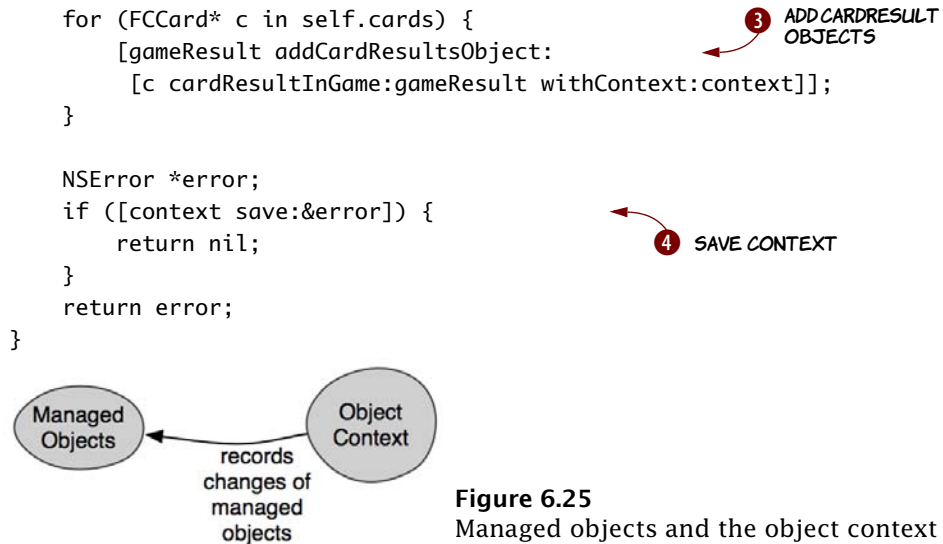 for (FCCard* c in self.cards) {
[gameResult addCardResultsObject:
[c cardResultInGame:gameResult withContext:context]];
}
3 ADD CARDRESULT
OBJECTS
NSError *error;
if ([context save:&error]) {
return nil;
}
return error;
}
4 SAVE CONTEXT
Managed
Objects
Object
Context
records
changes of
managed
objects
Figure 6.25
Managed objects and the object context